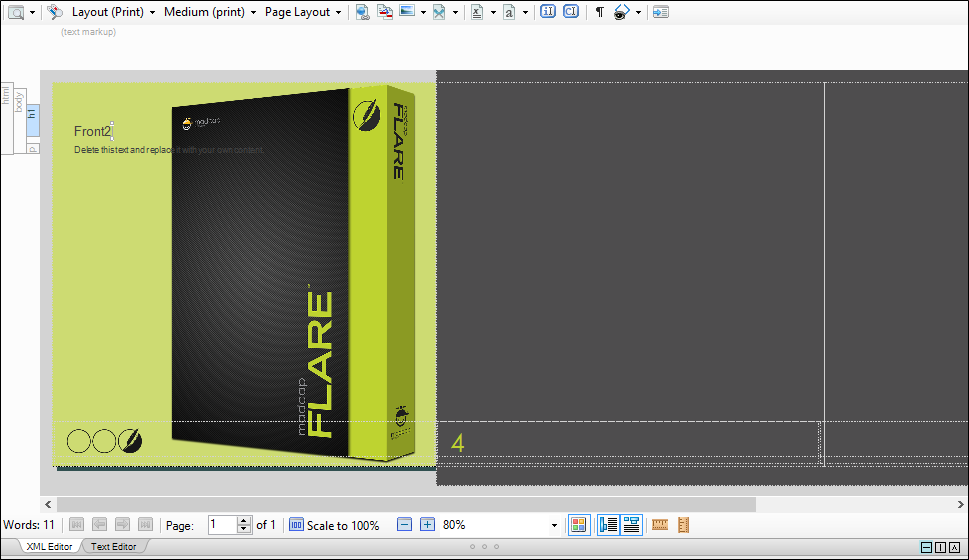 Layout (Print) Medium (print) Page Layout
(text markup)
html
body
h1
p
Front2
Delete this text and replace it with your own content.
madcap
FLARE
madcap
FLARE
madcap
4
Words: 11 Page: 1 of 1 Scale to 100% 80%
XML Editor Text Editor